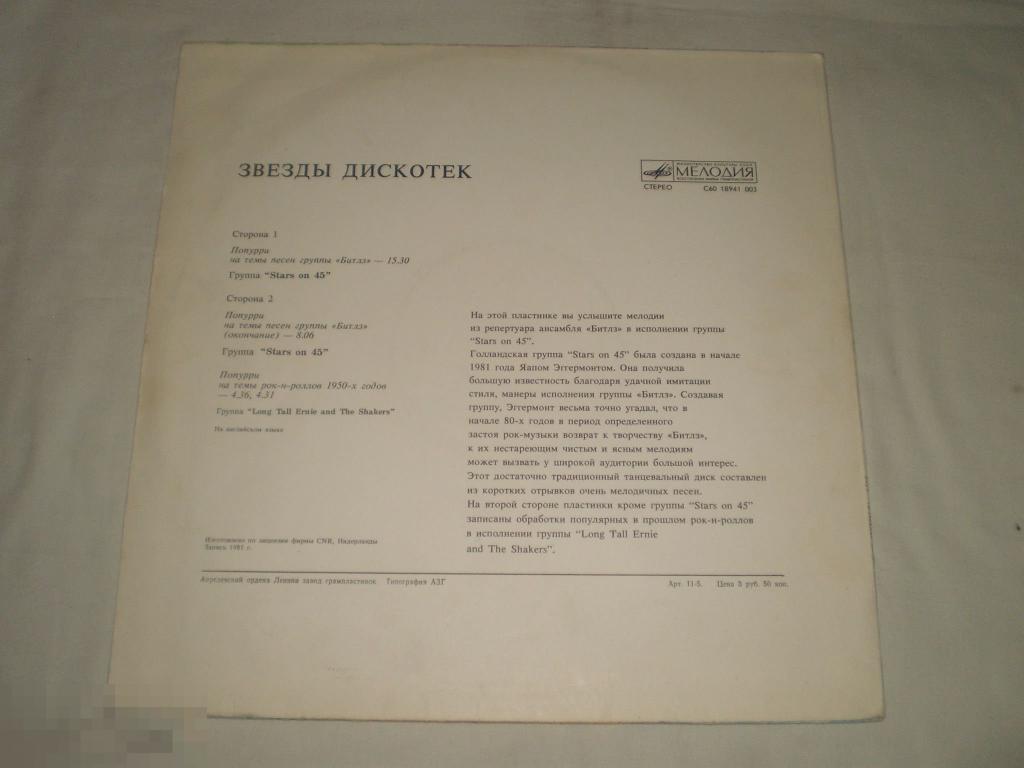 ЗВЕЗДЫ ДИСКОТЕК
МИНИСТЕРСТВО КУЛЬТУРЫ СССР
МЕЛОДИЯ
СТЕРЕО С60 18941 003
Сторона 1
Попурри
на темы песен группы «Битлз» — 15.30
Группа "Stars on 45"
Сторона 2
Попурри
на темы песен группы «Битлз»
(окончание) — 8.06
Группа "Stars on 45"
Попурри
на темы рок-н-роллов 1950-х годов
— 4.36, 4.31
Группа "Long Tall Ernie and The Shakers"
На английском языке
На этой пластинке вы услышите мелодии
из репертуара ансамбля «Битлз» в исполнении группы
"Stars on 45".
Голландская группа "Stars on 45" была создана в начале
1981 года Яапом Эггермонтом. Она получила
большую известность благодаря удачной имитации
стиля, манеры исполнения группы «Битлз». Создавая
группу, Эггермонт весьма точно угадал, что в
начале 80-х годов в период определенного
застоя рок-музыки возврат к творчеству «Битлз»,
к их нестареющим чистым и ясным мелодиям
может вызвать у широкой аудитории большой интерес.
Этот достаточно традиционный танцевальный диск составлен
из коротких отрывков очень мелодичных песен.
На второй стороне пластинки кроме группы "Stars on 45"
записаны обработки популярных в прошлом рок-н-роллов
в исполнении группы "Long Tall Ernie
and The Shakers".
Изготовлено по лицензии фирмы CNR, Нидерланды
Запись 1981 г.
Апрелевский ордена Ленина завод грампластинок Типография АЗГ
Арт. 11-5. Цена 3 руб. 50 коп.